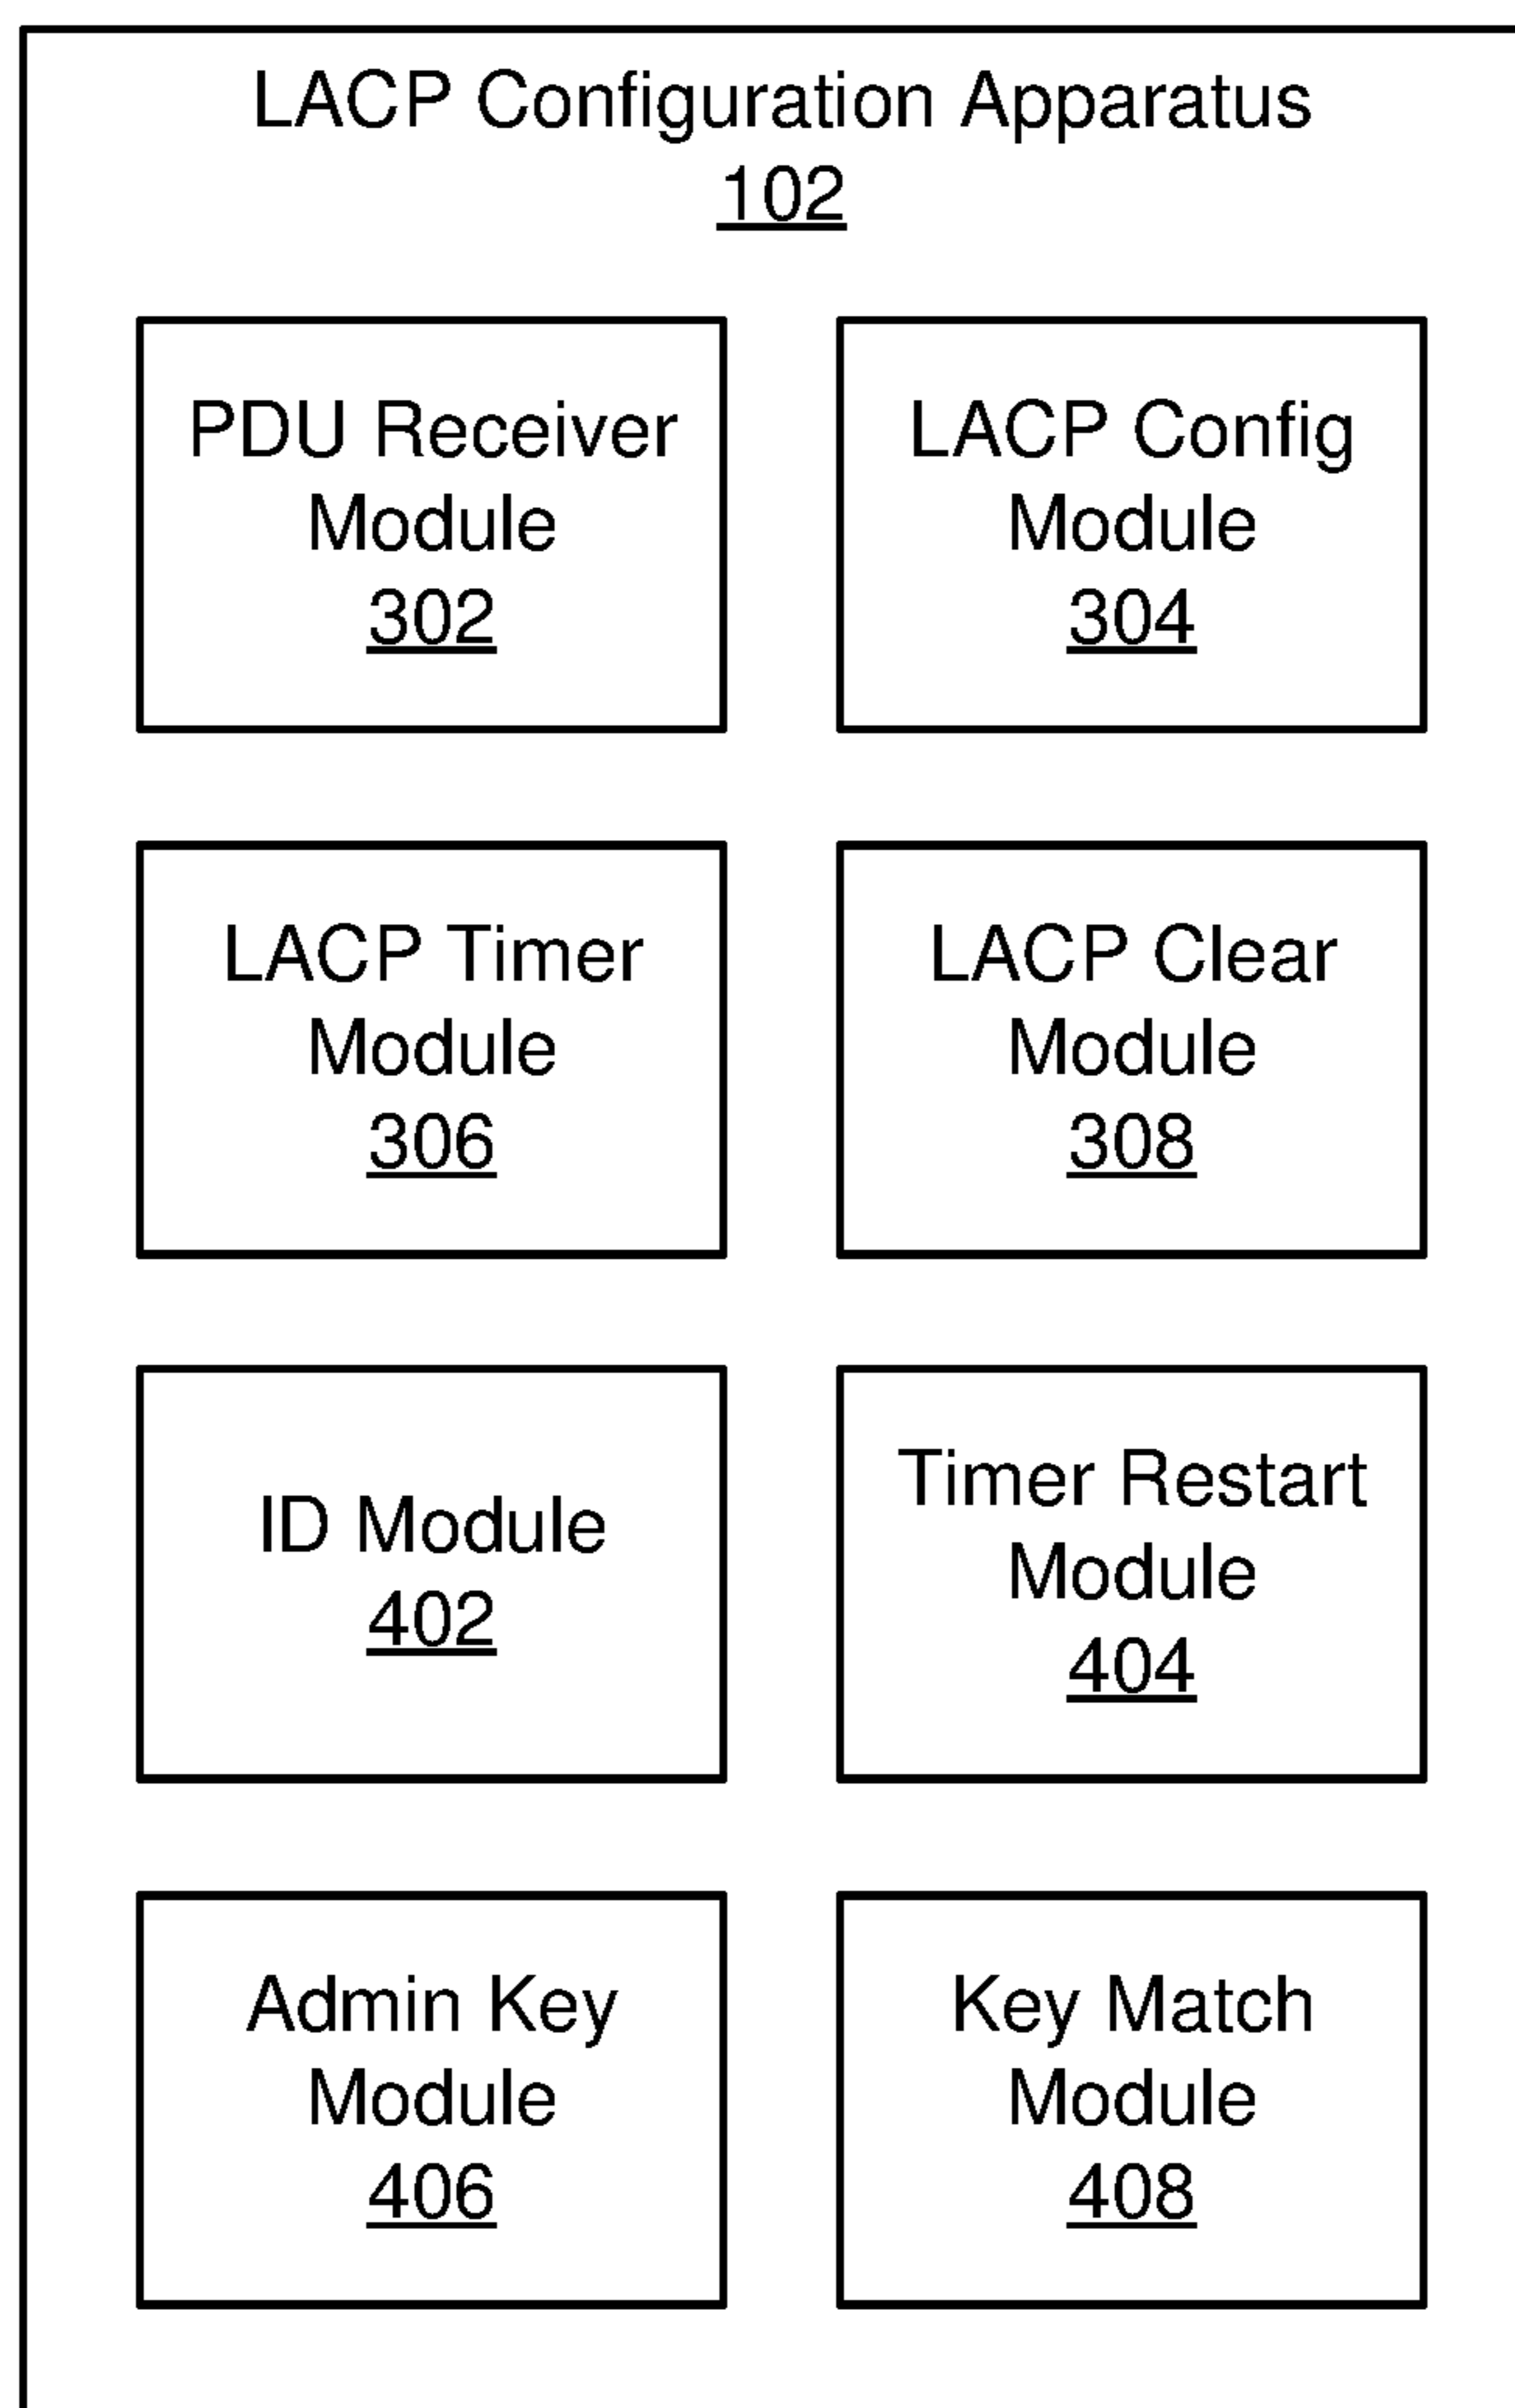 LACP Configuration Apparatus
102
PDU Receiver
Module
302
LACP Config
Module
304
LACP Timer
Module
306
LACP Clear
Module
308
ID Module
402
Timer Restart
Module
404
Admin Key
Module
406
Key Match
Module
408